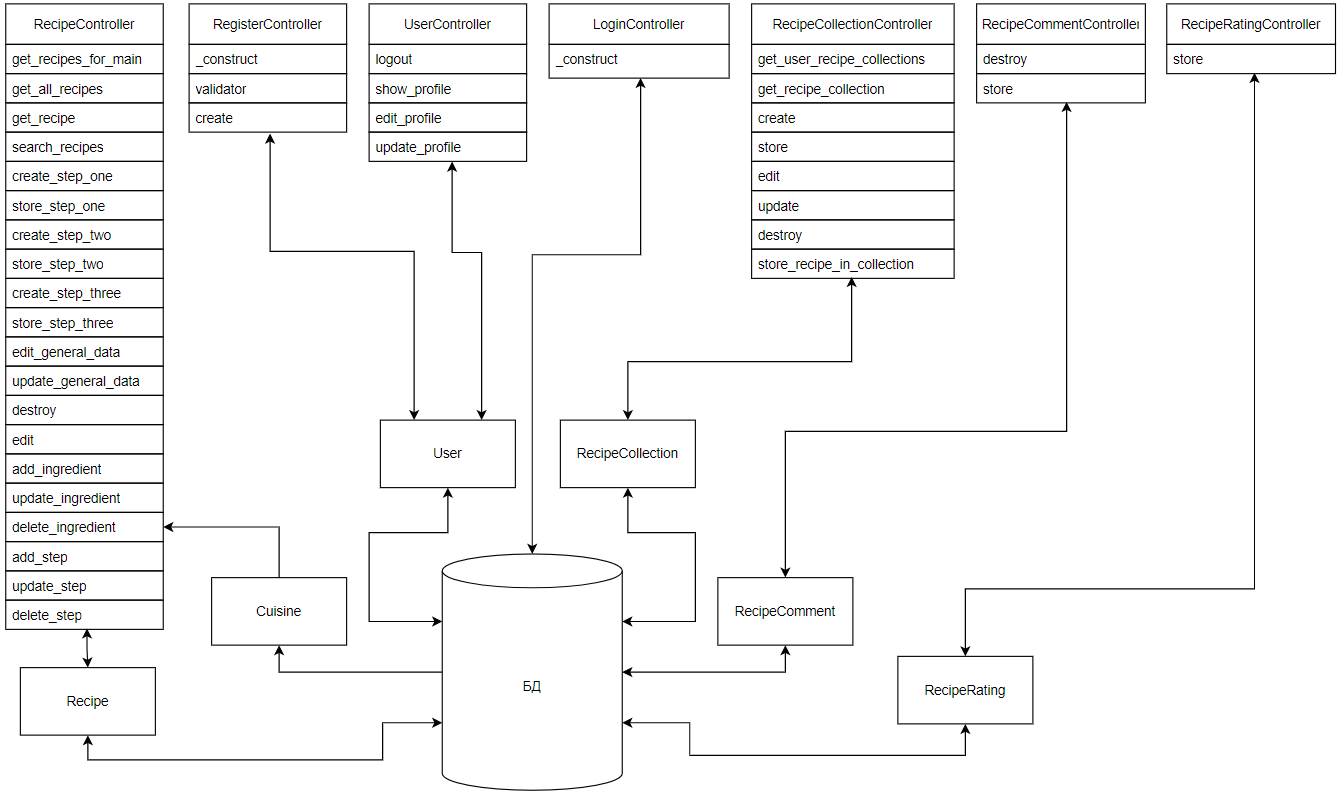 RecipeController
get_recipes_for_main
get_all_recipes
get_recipe
search_recipes
create_step_one
store_step_one
create_step_two
store_step_two
create_step_three
store_step_three
edit_general_data
update_general_data
destroy
edit
add_ingredient
update_ingredient
delete_ingredient
add_step
update_step
delete_step
RegisterController
_construct
validator
create
UserController
logout
show_profile
edit_profile
update_profile
LoginController
_construct
RecipeCollectionController
get_user_recipe_collections
get_recipe_collection
create
store
edit
update
destroy
store_recipe_in_collection
RecipeCommentController
destroy
store
RecipeRatingController
store
User
RecipeCollection
Cuisine
RecipeComment
Recipe
БД
RecipeRating